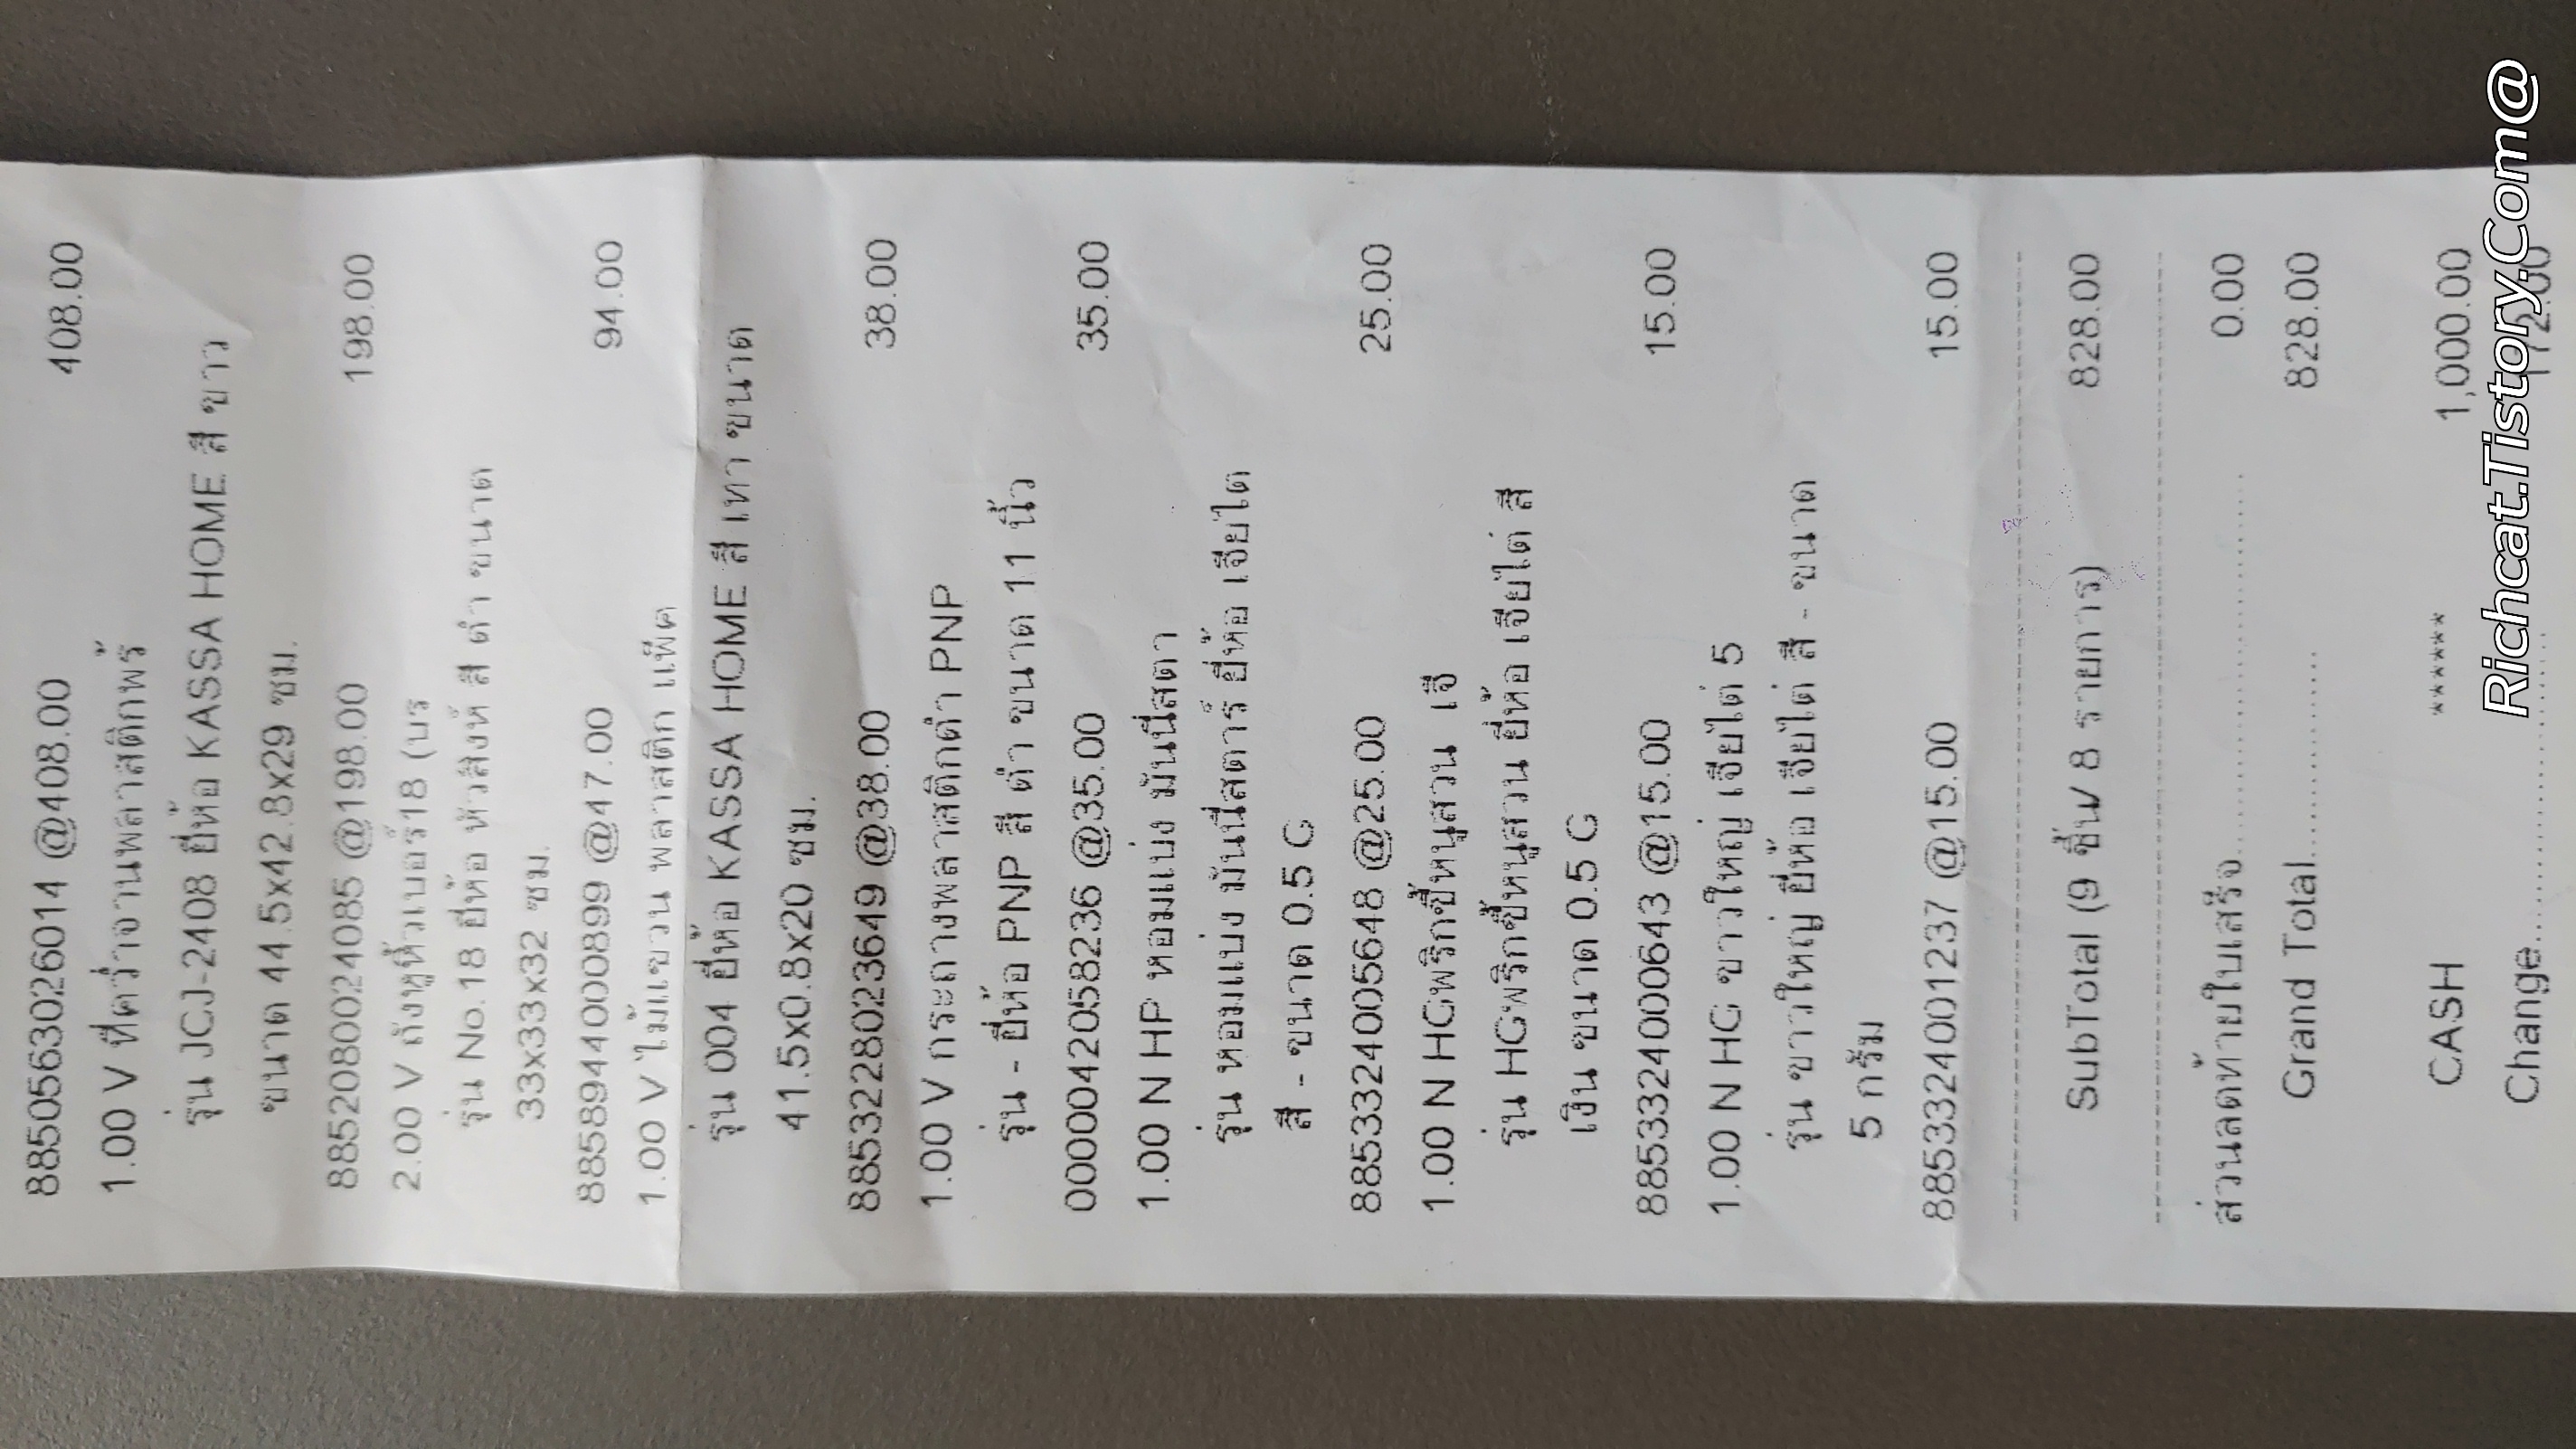 8850563026014 @408.00 408.00
1.00 V ที่คว่ำจานพลาสติกพร้
รุ่น JCJ-2408 ยี่ห้อ KASSA HOME สี ขาว
ขนาด 44.5x42.8x29 ซม.
8852080024085 @198.00 198.00
2.00 V ถังหูหิ้วเบอร์18 (บร
รุ่น No.18 ยี่ห้อ หัวสิงห์ สี ดำ ขนาด
33x33x32 ซม.
8858944000899 @47.00 94.00
1.00 V ไม้แขวน พลาสติก แพ็ค
รุ่น 004 ยี่ห้อ KASSA HOME สี เทา ขนาด
41.5x0.8x20 ซม.
8853228023649 @38.00 38.00
1.00 V กระถางพลาสติกดำ PNP
รุ่น - ยี่ห้อ PNP สี ดำ ขนาด 11 นิ้ว
0000042058236 @35.00 35.00
1.00 N HP หอมแบ่ง มันนี่สตา
รุ่น หอมแบ่ง มันนี่สตาร์ ยี่ห้อ เจียไต๋
สี - ขนาด 0.5 G
8853324005648 @25.00 25.00
1.00 N HGพริกขี้หนูสวน เจี
รุ่น HGพริกขี้หนูสวน ยี่ห้อ เจียไต๋ สี
เงิน ขนาด 0.5 G
8853324000643 @15.00 15.00
1.00 N HG ขาวใหญ่ เจียไต๋ 5
รุ่น ขาวใหญ่ ยี่ห้อ เจียไต๋ สี - ขนาด
5 กรัม
8853324001237 @15.00 15.00
SubTotal (9 ชิ้น/ 8 รายการ) 828.00
ส่วนลดท้ายใบเสร็จ.............................. 0.00
Grand Total............... 828.00
CASH ****** 1,000.00
Change......................... 172.00
Richcat.Tistory.Com@